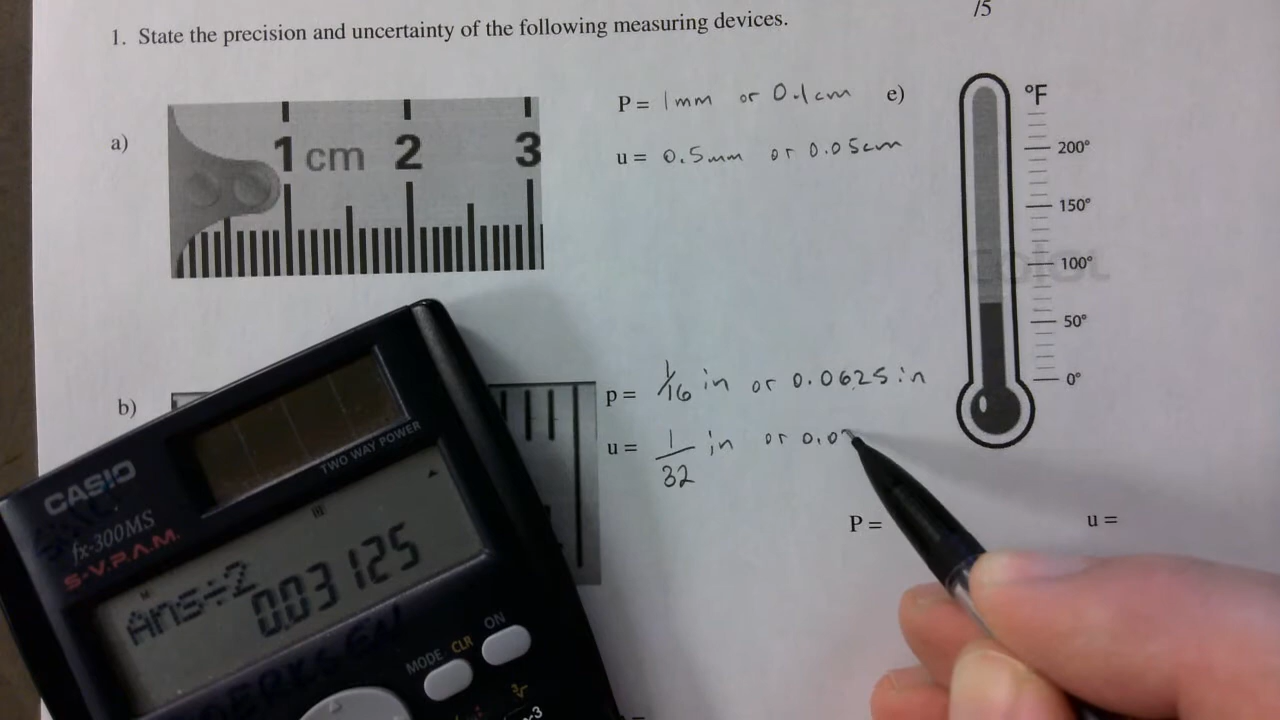 1. State the precision and uncertainty of the following measuring devices.
/5
a)
1 cm 2 3
P = 1mm or 0.1cm
u = 0.5mm or 0.05cm
e)
°F
200°
150°
100°
50°
0°
b)
p = 1/16 in or 0.0625 in
u = 1/32 in or 0.0
P =
u =
CASIO
fx-300MS
S-V.P.A.M.
TWO WAY POWER
Ans÷2
0.03125
MODE CLR ON